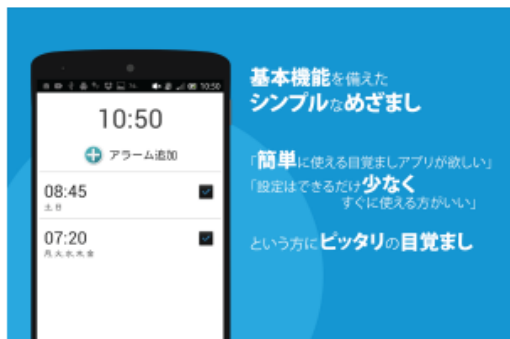 10:50
10:50
アラーム追加
08:45
土 日
07:20
月 火 水 木 金
基本機能を備えた
シンプルなめざまし
「簡単に使える目覚ましアプリが欲しい」
「設定はできるだけ少なく
すぐに使える方がいい」
という方にピッタリの目覚まし